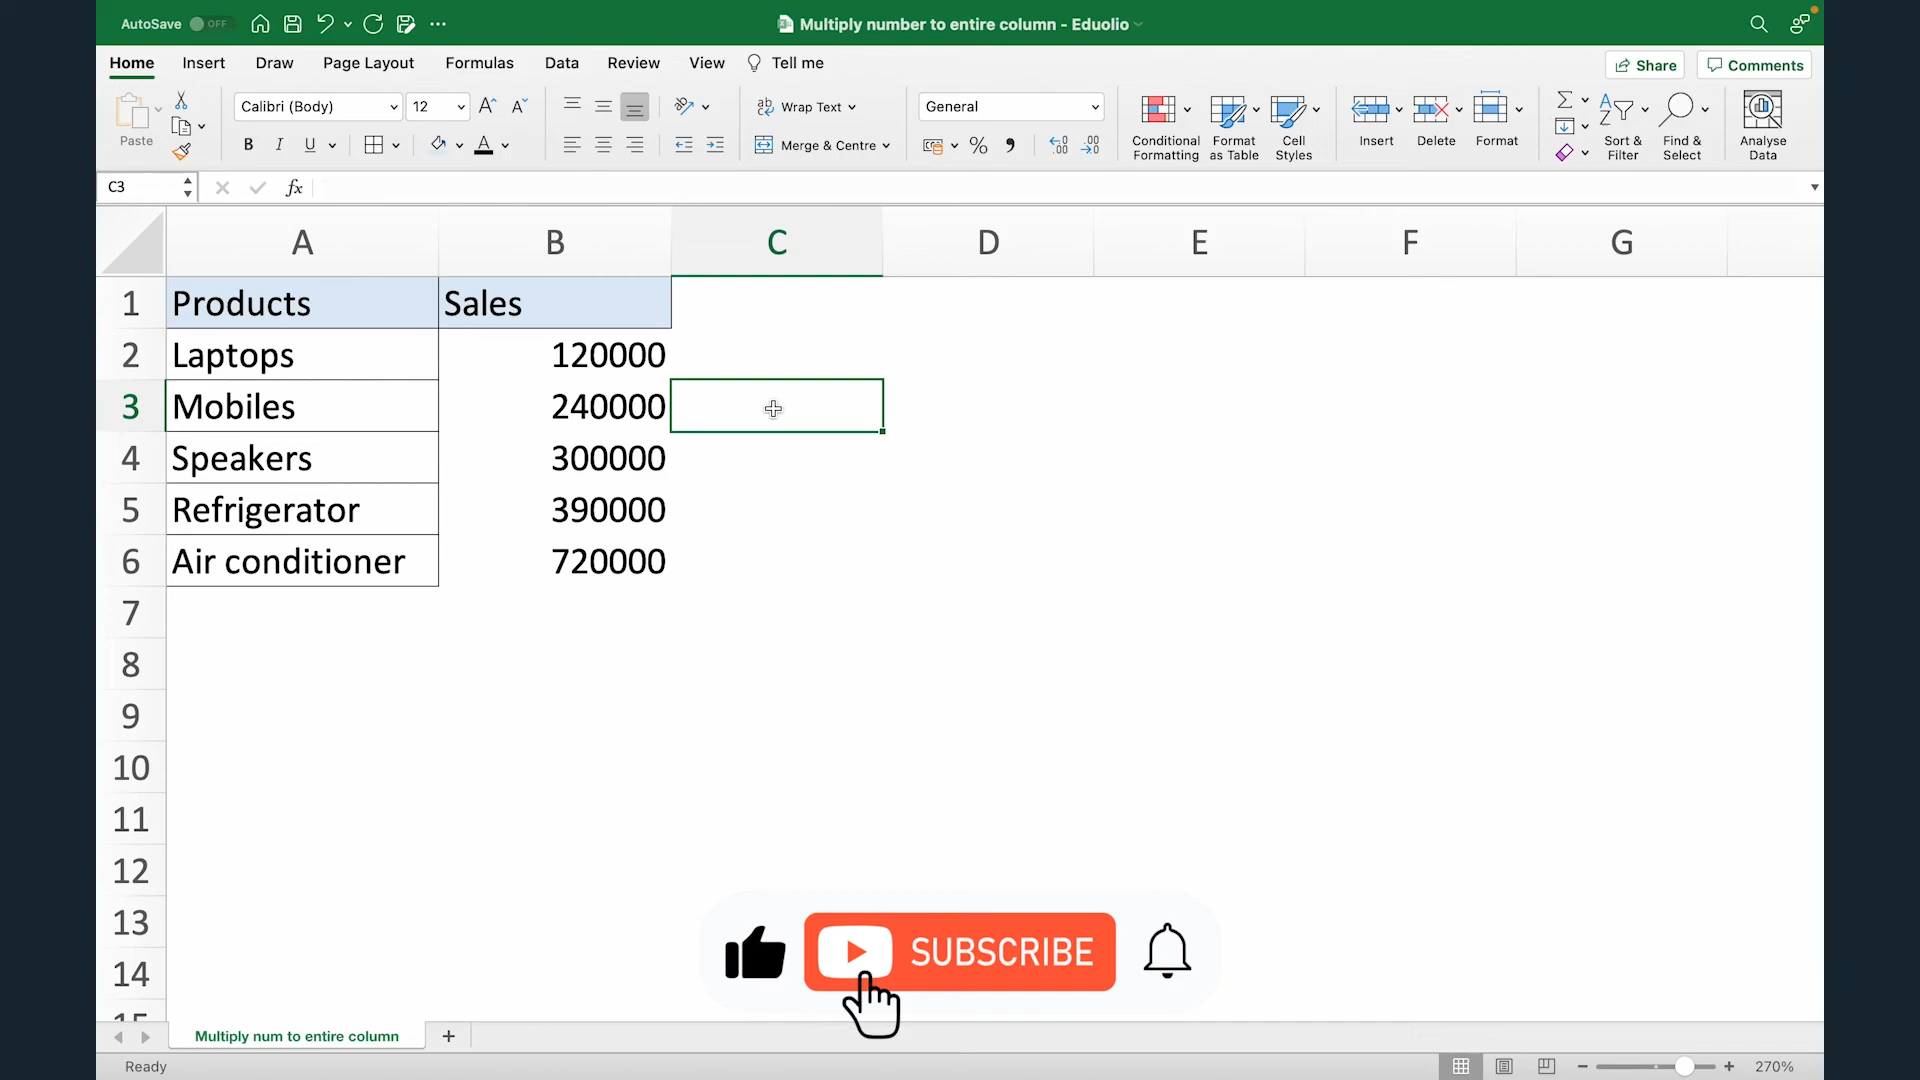 AutoSave OFF Multiply number to entire column - Eduolio
Home Insert Draw Page Layout Formulas Data Review View Tell me Share Comments
Paste Calibri (Body) 12 Wrap Text General Conditional Formatting Format as Table Cell Styles Insert Delete Format Sort & Filter Find & Select Analyse Data
B I U A Merge & Centre % 
C3 fx
A B C D E F G
1 Products Sales
2 Laptops 120000
3 Mobiles 240000
4 Speakers 300000
5 Refrigerator 390000
6 Air conditioner 720000
7
8
9
10
11
12
13
SUBSCRIBE
14
15
Multiply num to entire column +
Ready 270%